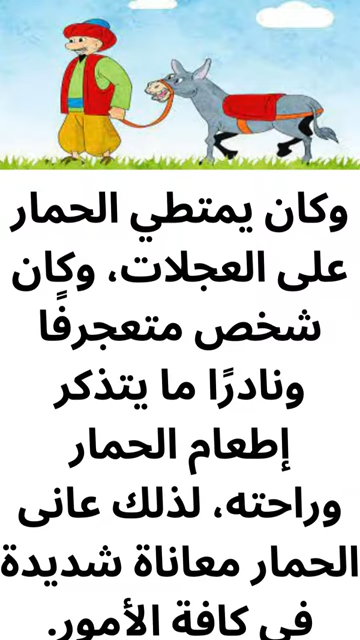 وكان يمتطي الحمار
على العجلات، وكان
شخص متعجرفًا
ونادرًا ما يتذكر
إطعام الحمار
وراحته، لذلك عانى
الحمار معاناة شديدة
في كافة الأمور.